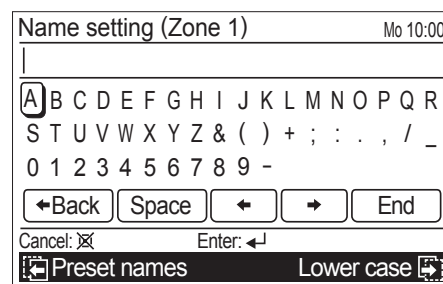 Name setting (Zone 1) Mo 10:00
A B C D E F G H I J K L M N O P Q R
S T U V W X Y Z & ( ) + ; : . , / _
0 1 2 3 4 5 6 7 8 9 -
Back Space End
Cancel: Enter:
Preset names Lower case